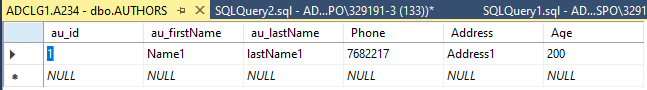 ADCLG1.A234 - dbo.AUTHORS SQLQuery2.sql - AD...PO\329191-3 (133))* SQLQuery1.sql - AD...SPO\3291
au_id au_firstName au_lastName Phone Address Age
1 Name1 lastName1 7682217 Address1 200
NULL NULL NULL NULL NULL NULL